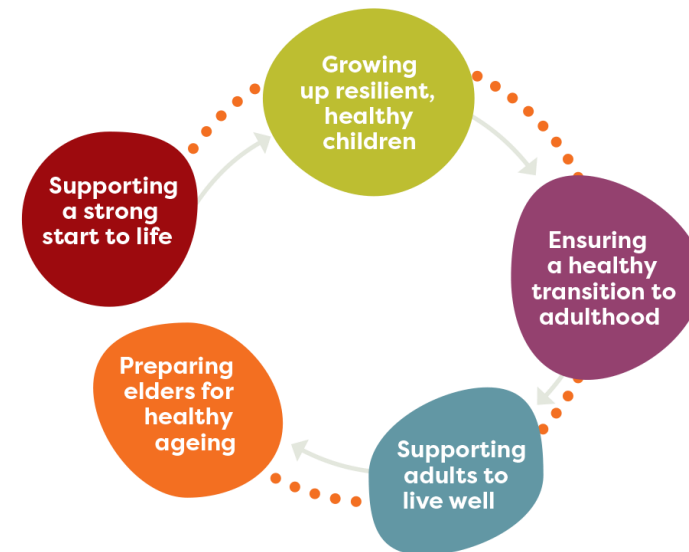 Growing
up resilient,
healthy
children
Supporting
a strong
start to life
Ensuring
a healthy
transition to
adulthood
Preparing
elders for
healthy
ageing
Supporting
adults to
live well